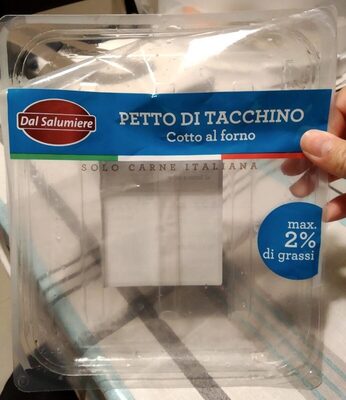 Dal Salumiere
PETTO DI TACCHINO
Cotto al forno
SOLO CARNE ITALIANA
max.
2%
di grassi